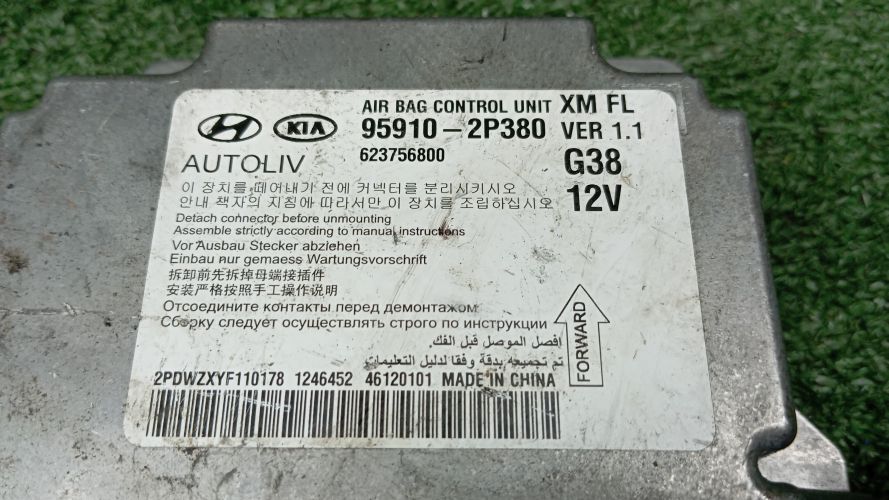 AIR BAG CONTROL UNIT XM FL
KIA 95910-2P380 VER 1.1
AUTOLIV 623756800 G38
이 장치를 떼어내기 전에 커넥터를 분리시키시오
안내 책자의 지침에 따라서만 이 장치를 조립하십시오 12V
Detach connector before unmounting
Assemble strictly according to manual instructions
Vor Ausbau Stecker abziehen
Einbau nur gemaess Wartungsvorschrift
拆卸前先拆掉母端接插件
安装严格按照手工操作说明
Отсоедините контакты перед демонтажом
Сборку следует осуществлять строго по инструкции
افصل الموصل قبل الفك.
تم تجميعه بدقة وفقا لدليل التعليمات
FORWARD
2PDWZXYF110178 1246452 46120101 MADE IN CHINA